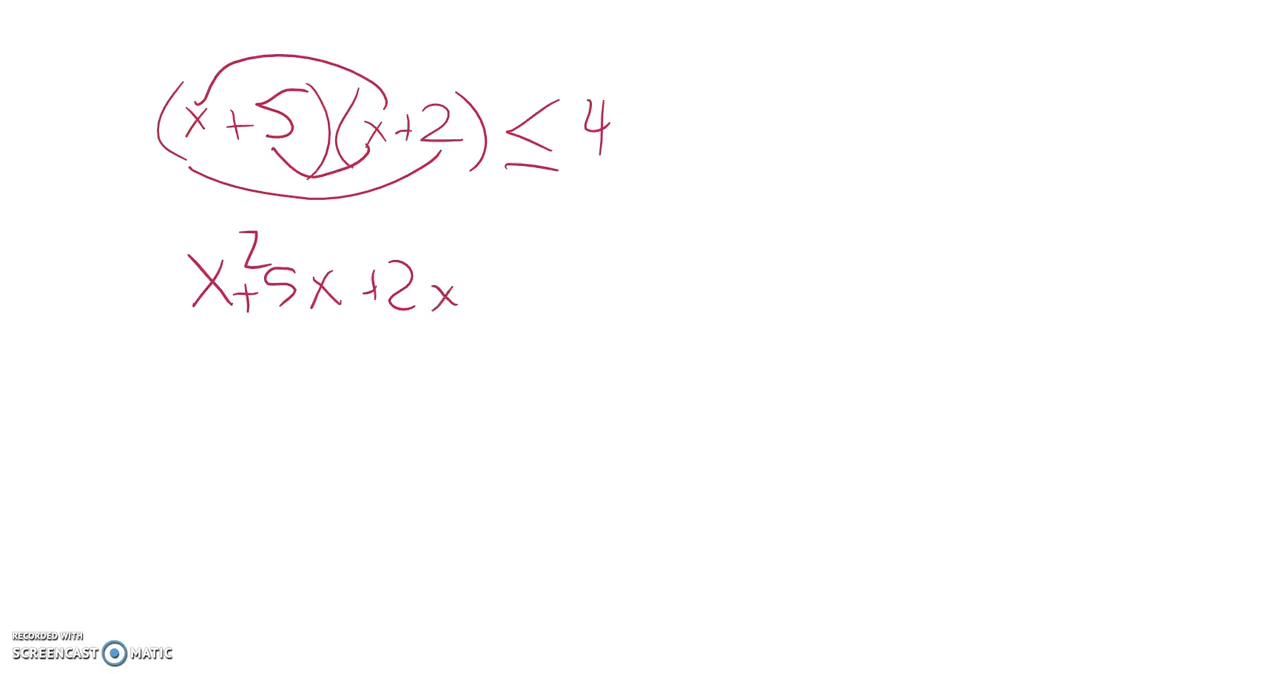 (x+5)(x+2) ≤ 4
x²+5x+2x
RECORDED WITH
SCREENCAST MATIC